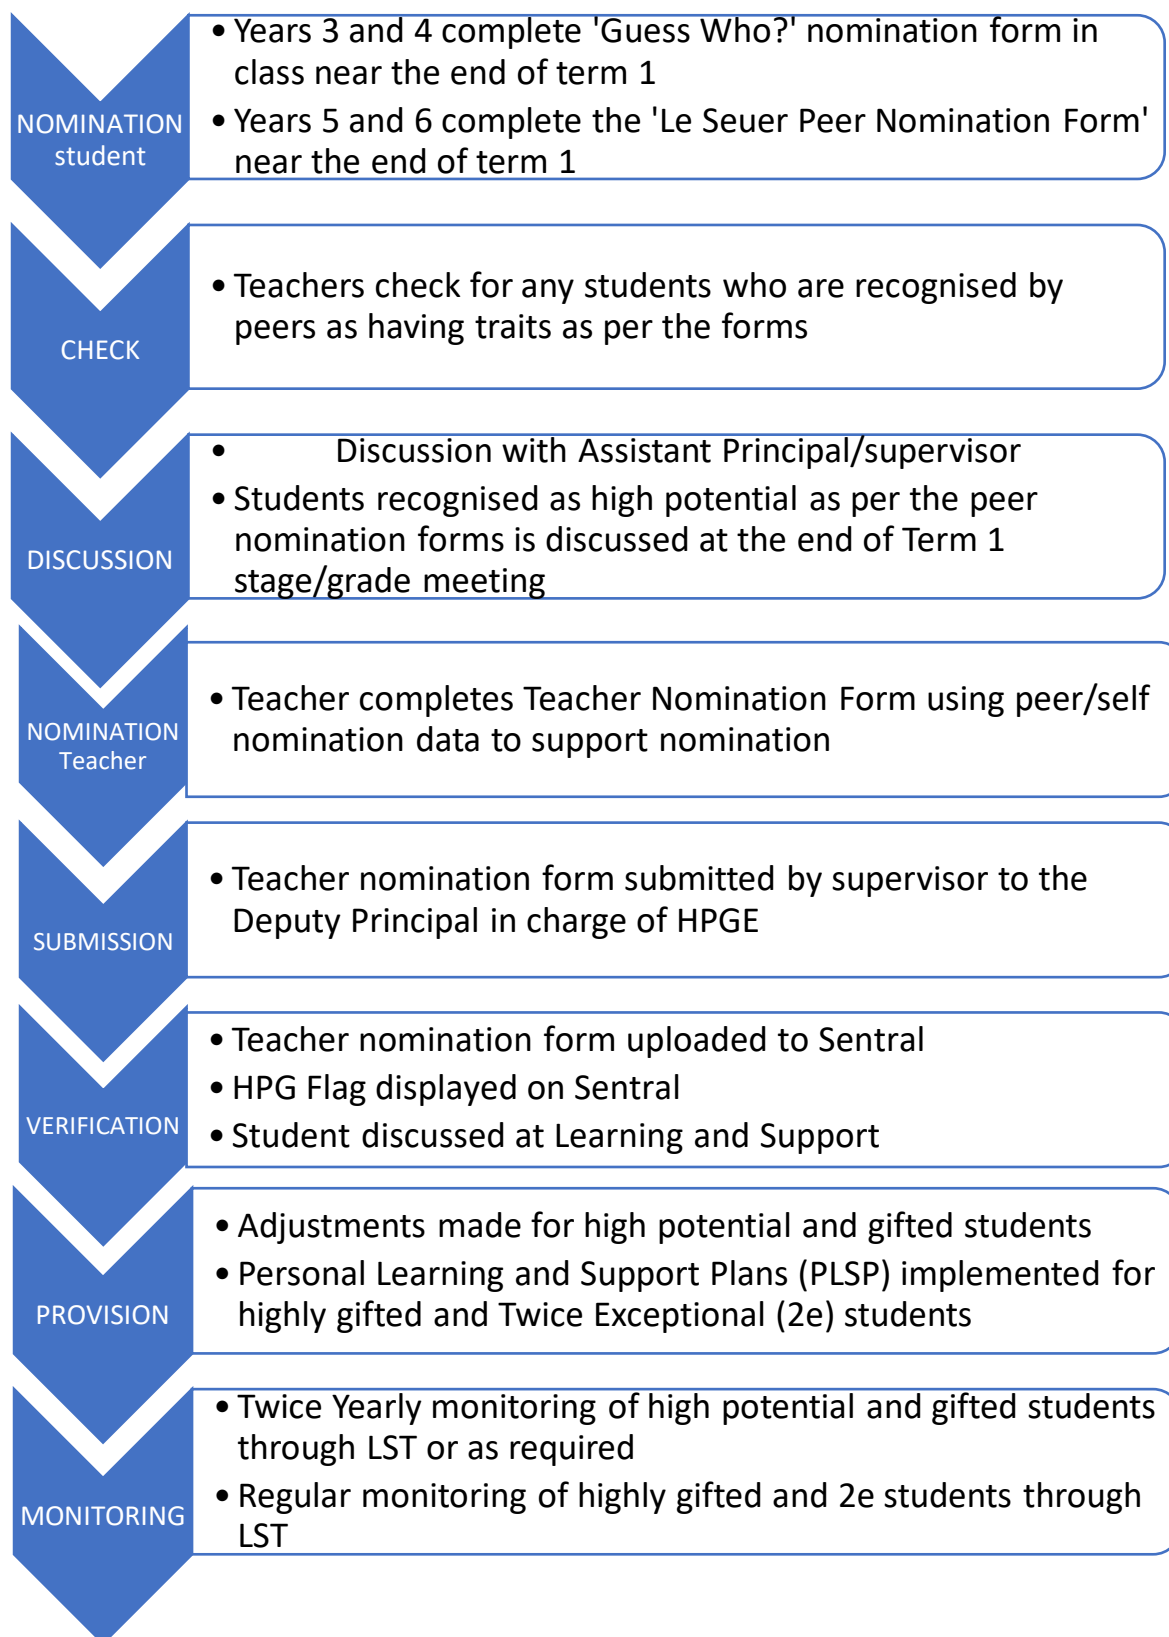 NOMINATION
student
• Years 3 and 4 complete 'Guess Who?' nomination form in
class near the end of term 1
• Years 5 and 6 complete the 'Le Seuer Peer Nomination Form'
near the end of term 1
CHECK
• Teachers check for any students who are recognised by
peers as having traits as per the forms
DISCUSSION
• Discussion with Assistant Principal/supervisor
• Students recognised as high potential as per the peer
nomination forms is discussed at the end of Term 1
stage/grade meeting
NOMINATION
Teacher
• Teacher completes Teacher Nomination Form using peer/self
nomination data to support nomination
SUBMISSION
• Teacher nomination form submitted by supervisor to the
Deputy Principal in charge of HPGE
VERIFICATION
• Teacher nomination form uploaded to Sentral
• HPG Flag displayed on Sentral
• Student discussed at Learning and Support
PROVISION
• Adjustments made for high potential and gifted students
• Personal Learning and Support Plans (PLSP) implemented for
highly gifted and Twice Exceptional (2e) students
MONITORING
• Twice Yearly monitoring of high potential and gifted students
through LST or as required
• Regular monitoring of highly gifted and 2e students through
LST